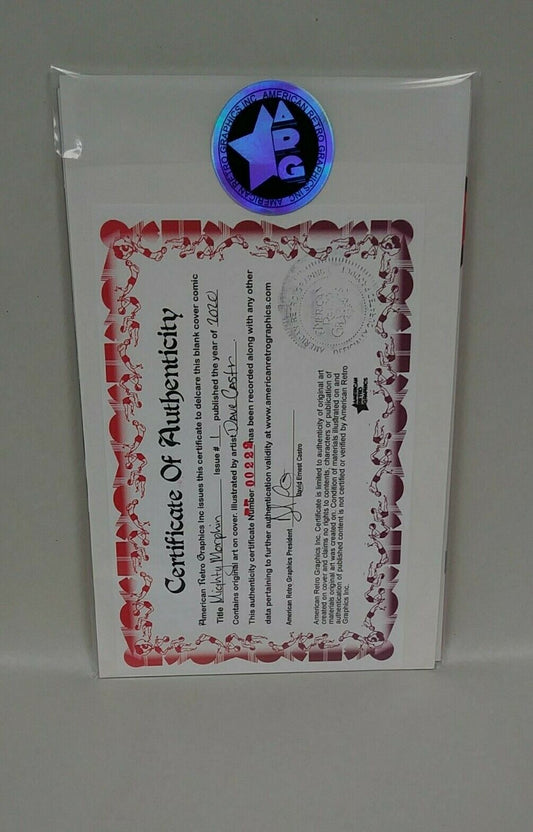 AMERICAN RETRO GRAPHICS INC. AMERICAN RETRO GRAPHICS INC.
ARG
Certificate Of Authenticity
American Retro Graphics Inc issues this certificate to delcare this blank cover comic
Title Mighty Morphin Issue # 1 published the year of 2020
Contains original art on cover. Illustrated by artist Dave Castr
This authenticity certificate Number 00222 has been recorded along with any other
data pertaining to further authentication validity at www.americanretrographics.com
American Retro Graphics President
David Ernest Castro
American Retro Graphics Inc. Certificate is limited to authenticity of original art
created on cover and claims no rights to contents, characters or publication of
materials original art was created on. Condition of materials illustrated on and
authentication of published content is not certified or verified by American Retro
Graphics Inc.
AMERICAN
RETRO
GRAPHICS